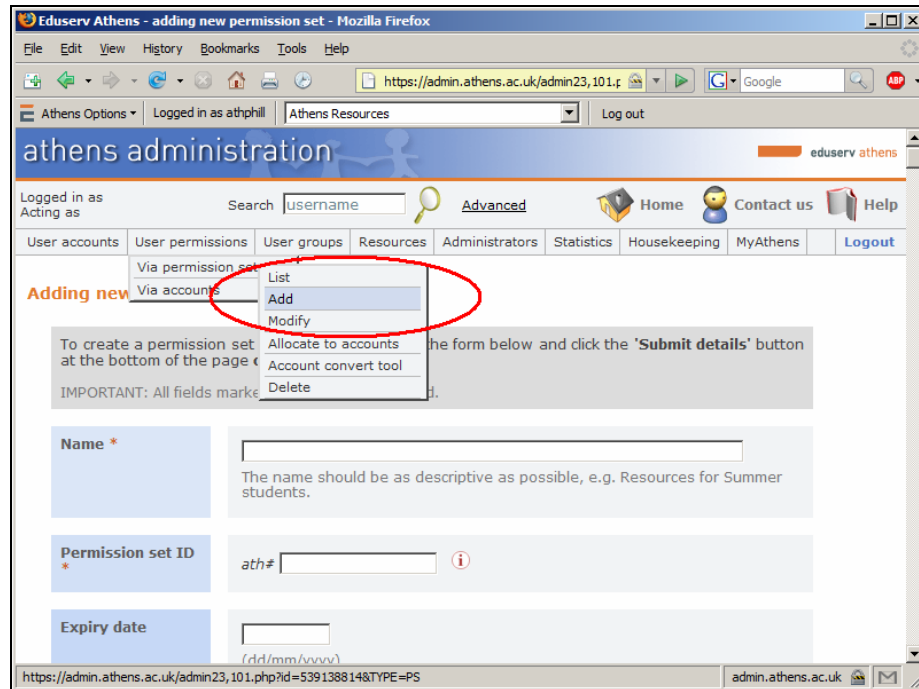 Eduserv Athens - adding new permission set - Mozilla Firefox
File Edit View History Bookmarks Tools Help
https://admin.athens.ac.uk/admin23,101.p G Google ABP
Athens Options Logged in as athphill Athens Resources Log out
athens administration eduserv athens
Logged in as
Acting as
Search username Advanced Home Contact us Help
User accounts User permissions User groups Resources Administrators Statistics Housekeeping MyAthens Logout
Via permission set
Via accounts
List
Add
Modify
Allocate to accounts
Account convert tool
Delete
Adding new
To create a permission set the form below and click the 'Submit details' button
at the bottom of the page
IMPORTANT: All fields marke d.
Name *
The name should be as descriptive as possible, e.g. Resources for Summer
students.
Permission set ID
*
ath# i
Expiry date
(dd/mm/yyyy)
https://admin.athens.ac.uk/admin23,101.php?id=539138814&TYPE=PS admin.athens.ac.uk